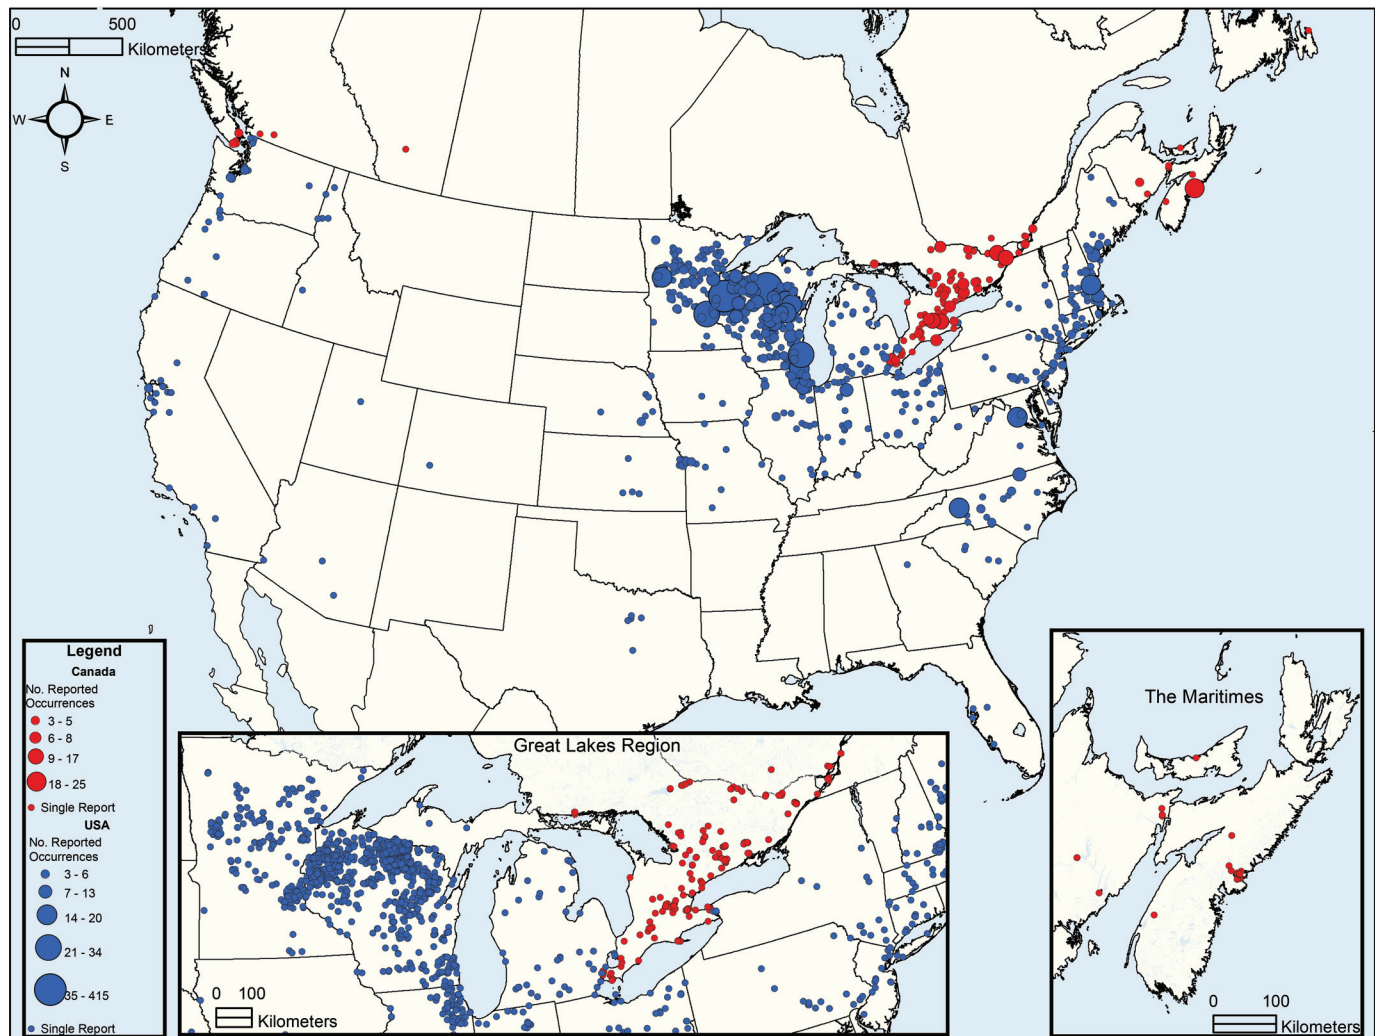 0 500
Kilometers
N
W E
S
Legend
Canada
No. Reported
Occurrences
3 - 5
6 - 8
9 - 17
18 - 25
Single Report
USA
No. Reported
Occurrences
3 - 6
7 - 13
14 - 20
21 - 34
35 - 415
Single Report
Great Lakes Region
0 100
Kilometers
The Maritimes
0 100
Kilometers